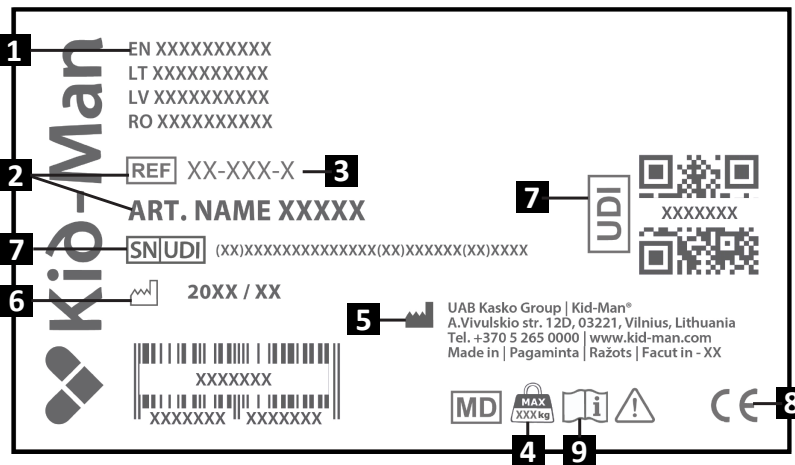 1
EN XXXXXXXXXX
LT XXXXXXXXXX
LV XXXXXXXXXX
RO XXXXXXXXXX
Kid-Man
2
REF XX-XXX-X
3
ART. NAME XXXXX
7
SN UDI (XX)XXXXXXXXXXXXXX(XX)XXXXXX(XX)XXXX
6
20XX / XX
XXXXXXX
XXXXXXX XXXXXXX
7
UDI
XXXXXXX
5
UAB Kasko Group | Kid-Man®
A.Vivulskio str. 12D, 03221, Vilnius, Lithuania
Tel. +370 5 265 0000 | www.kid-man.com
Made in | Pagaminta | Ražots | Facut in - XX
MD
MAX
XXX kg
i
!
CE
8
4
9